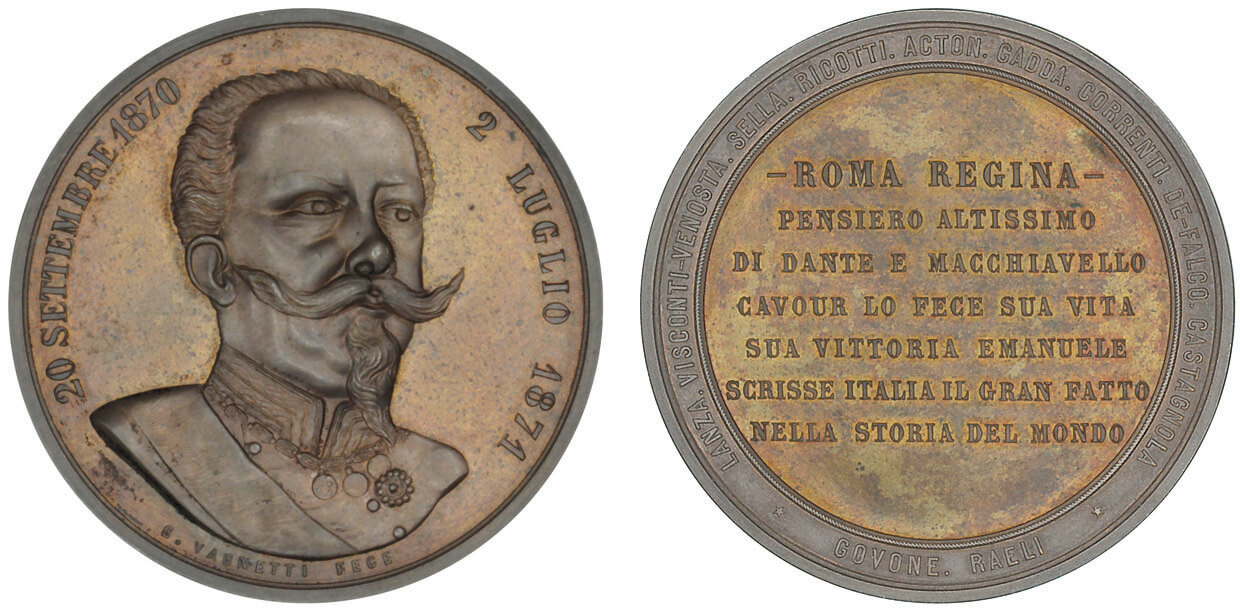 20 SETTEMBRE 1870
2 LUGLIO 1871
G. VAGNETTI FECE
LANZA. VISCONTI-VENOSTA. SELLA. RICOTTI. ACTON. GADDA. CORRENTI. DE-FALCO. CASTAGNOLA
GOVONE. RAELI
-ROMA REGINA-
PENSIERO ALTISSIMO
DI DANTE E MACCHIAVELLO
CAVOUR LO FECE SUA VITA
SUA VITTORIA EMANUELE
SCRISSE ITALIA IL GRAN FATTO
NELLA STORIA DEL MONDO